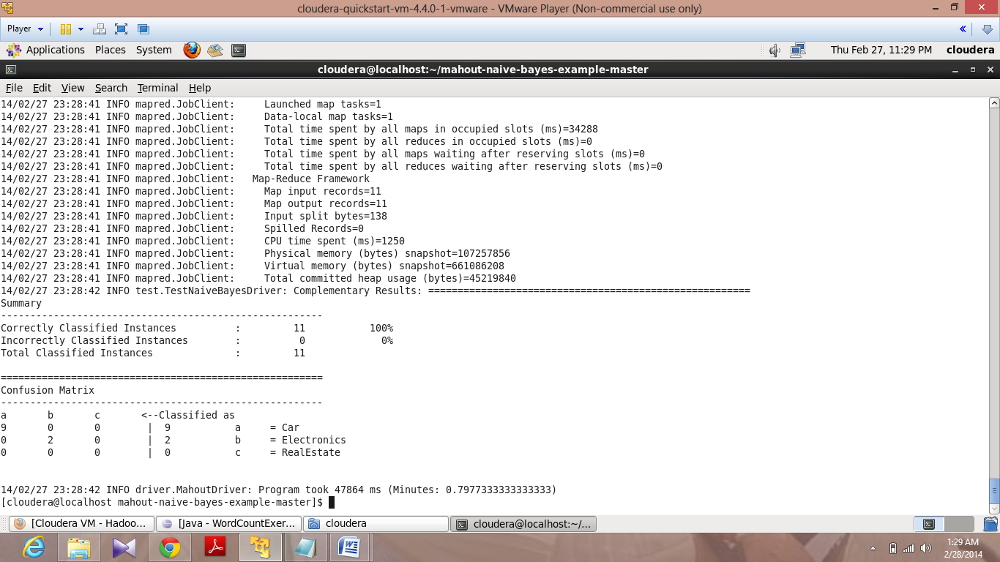 cloudera-quickstart-vm-4.4.0-1-vmware - VMware Player (Non-commercial use only)
Player
Applications Places System Thu Feb 27, 11:29 PM cloudera
cloudera@localhost:~/mahout-naive-bayes-example-master
File Edit View Search Terminal Help
14/02/27 23:28:41 INFO mapred.JobClient:     Launched map tasks=1
14/02/27 23:28:41 INFO mapred.JobClient:     Data-local map tasks=1
14/02/27 23:28:41 INFO mapred.JobClient:     Total time spent by all maps in occupied slots (ms)=34288
14/02/27 23:28:41 INFO mapred.JobClient:     Total time spent by all reduces in occupied slots (ms)=0
14/02/27 23:28:41 INFO mapred.JobClient:     Total time spent by all maps waiting after reserving slots (ms)=0
14/02/27 23:28:41 INFO mapred.JobClient:     Total time spent by all reduces waiting after reserving slots (ms)=0
14/02/27 23:28:41 INFO mapred.JobClient:   Map-Reduce Framework
14/02/27 23:28:41 INFO mapred.JobClient:     Map input records=11
14/02/27 23:28:41 INFO mapred.JobClient:     Map output records=11
14/02/27 23:28:41 INFO mapred.JobClient:     Input split bytes=138
14/02/27 23:28:41 INFO mapred.JobClient:     Spilled Records=0
14/02/27 23:28:41 INFO mapred.JobClient:     CPU time spent (ms)=1250
14/02/27 23:28:41 INFO mapred.JobClient:     Physical memory (bytes) snapshot=107257856
14/02/27 23:28:41 INFO mapred.JobClient:     Virtual memory (bytes) snapshot=661086208
14/02/27 23:28:41 INFO mapred.JobClient:     Total committed heap usage (bytes)=45219840
14/02/27 23:28:42 INFO test.TestNaiveBayesDriver: Complementary Results: =======================================================
Summary
-------------------------------------------------------
Correctly Classified Instances          :         11           100%
Incorrectly Classified Instances        :          0             0%
Total Classified Instances              :         11
=======================================================
Confusion Matrix
-------------------------------------------------------
a       b       c       <--Classified as
9       0       0        |  9           a     = Car
0       2       0        |  2           b     = Electronics
0       0       0        |  0           c     = RealEstate
14/02/27 23:28:42 INFO driver.MahoutDriver: Program took 47864 ms (Minutes: 0.7977333333333333)
[cloudera@localhost mahout-naive-bayes-example-master]$
[Cloudera VM - Hadoo... [Java - WordCountExer... cloudera cloudera@localhost:~/...
1:29 AM
2/28/2014